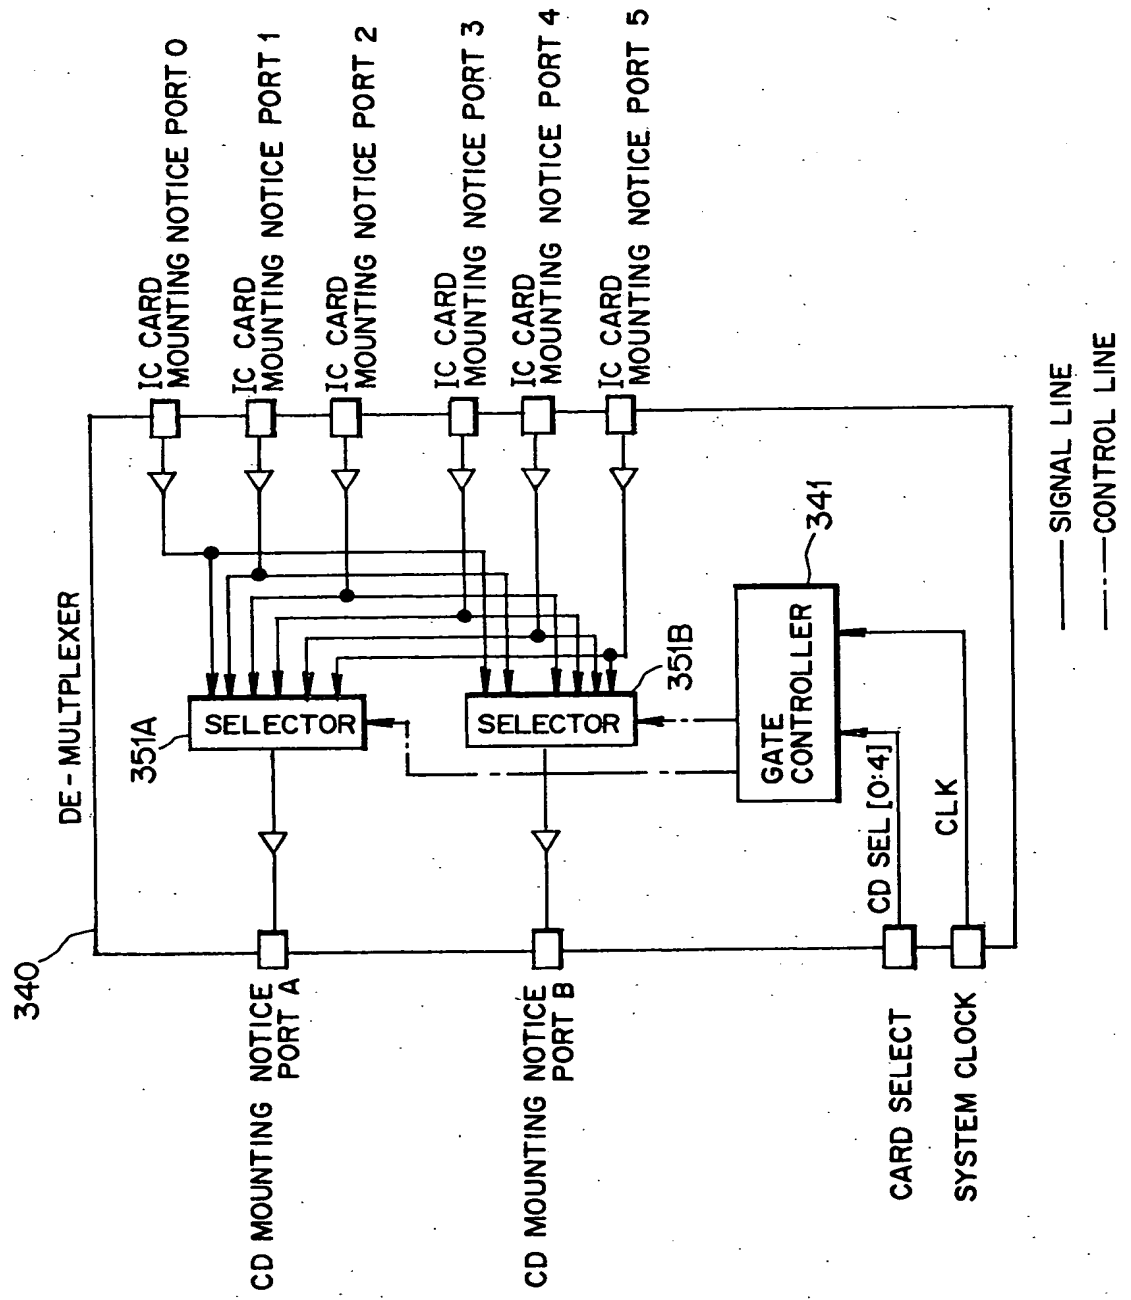 340
DE-MULTPLEXER
IC CARD
MOUNTING NOTICE PORT 0
IC CARD
MOUNTING NOTICE PORT 1
IC CARD
MOUNTING NOTICE PORT 2
IC CARD
MOUNTING NOTICE PORT 3
IC CARD
MOUNTING NOTICE PORT 4
IC CARD
MOUNTING NOTICE PORT 5
351A
SELECTOR
351B
SELECTOR
341
GATE
CONTROLLER
CD MOUNTING NOTICE
PORT A
CD MOUNTING NOTICE
PORT B
CARD SELECT
CD SEL [0:4]
SYSTEM CLOCK
CLK
SIGNAL LINE
CONTROL LINE